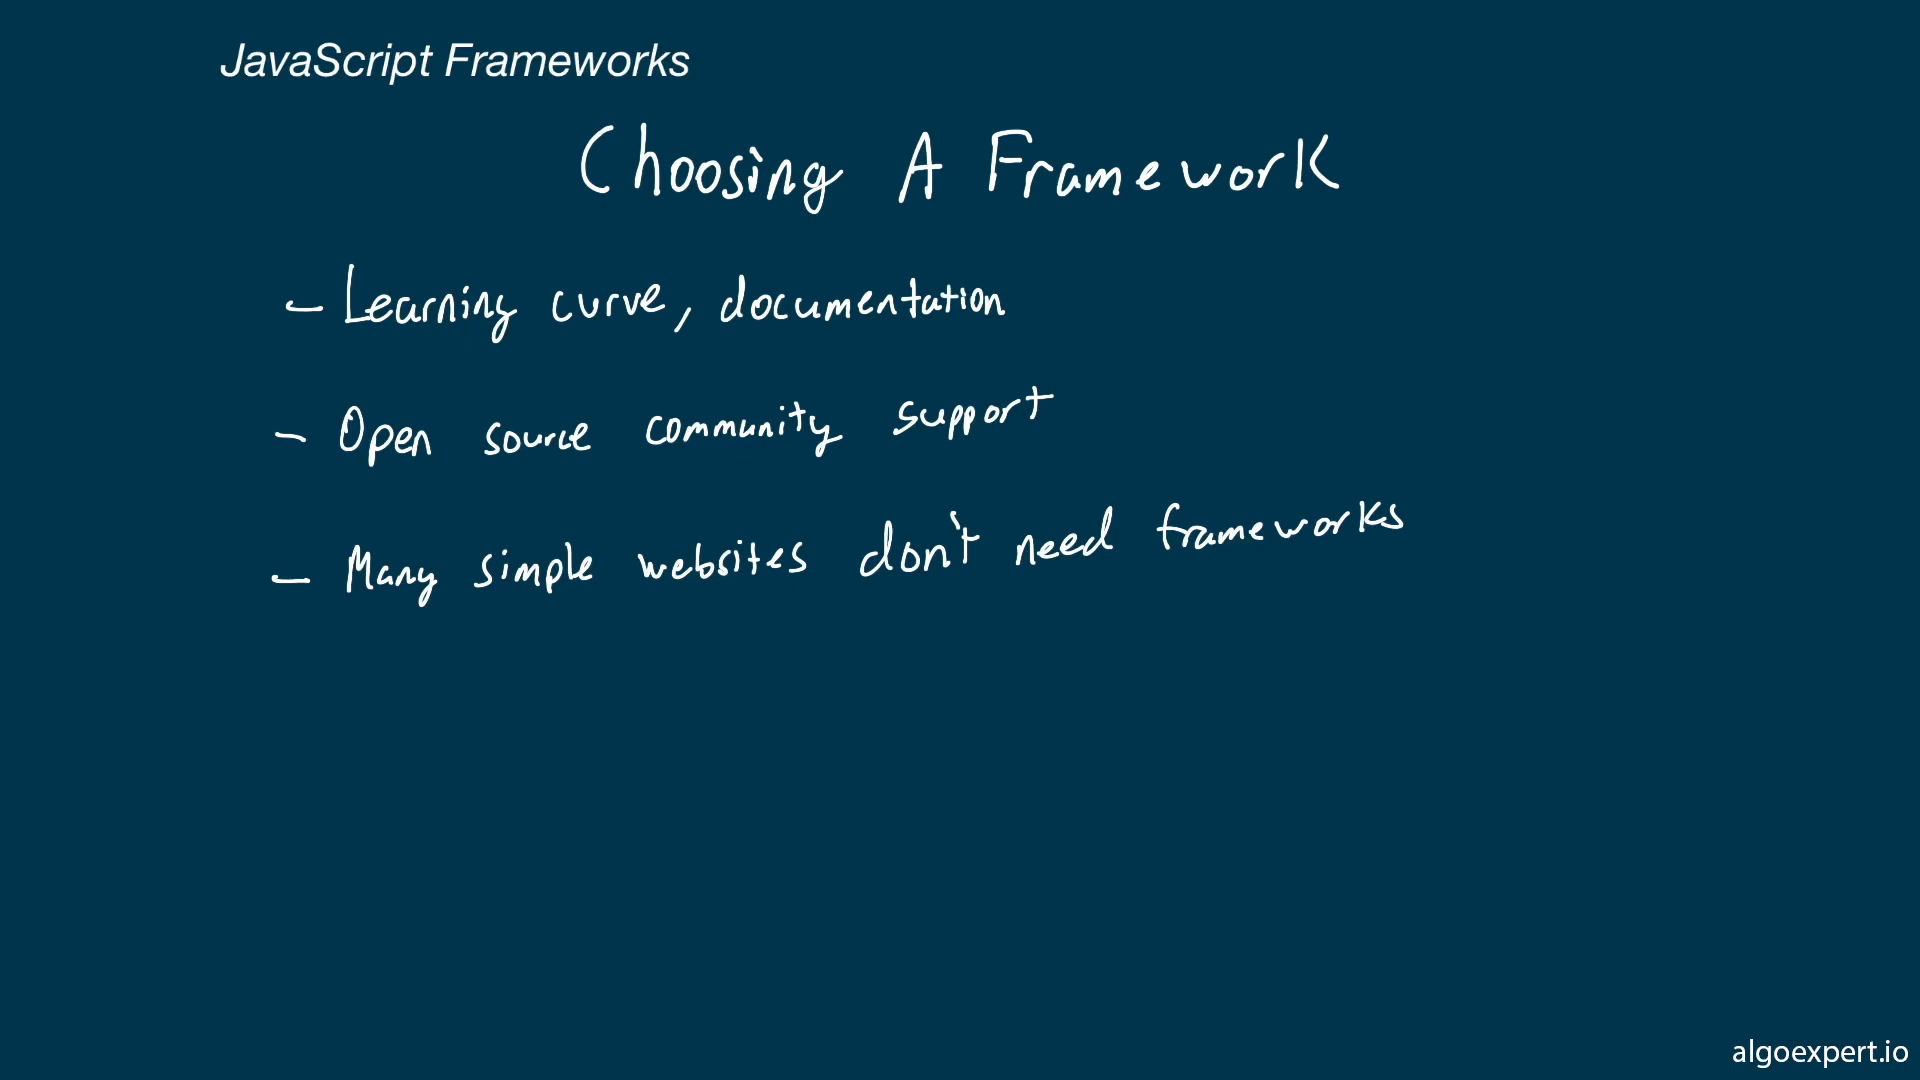 JavaScript Frameworks
Choosing A Framework
- Learning curve, documentation
- Open source community support
- Many simple websites don't need frameworks
algoexpert.io